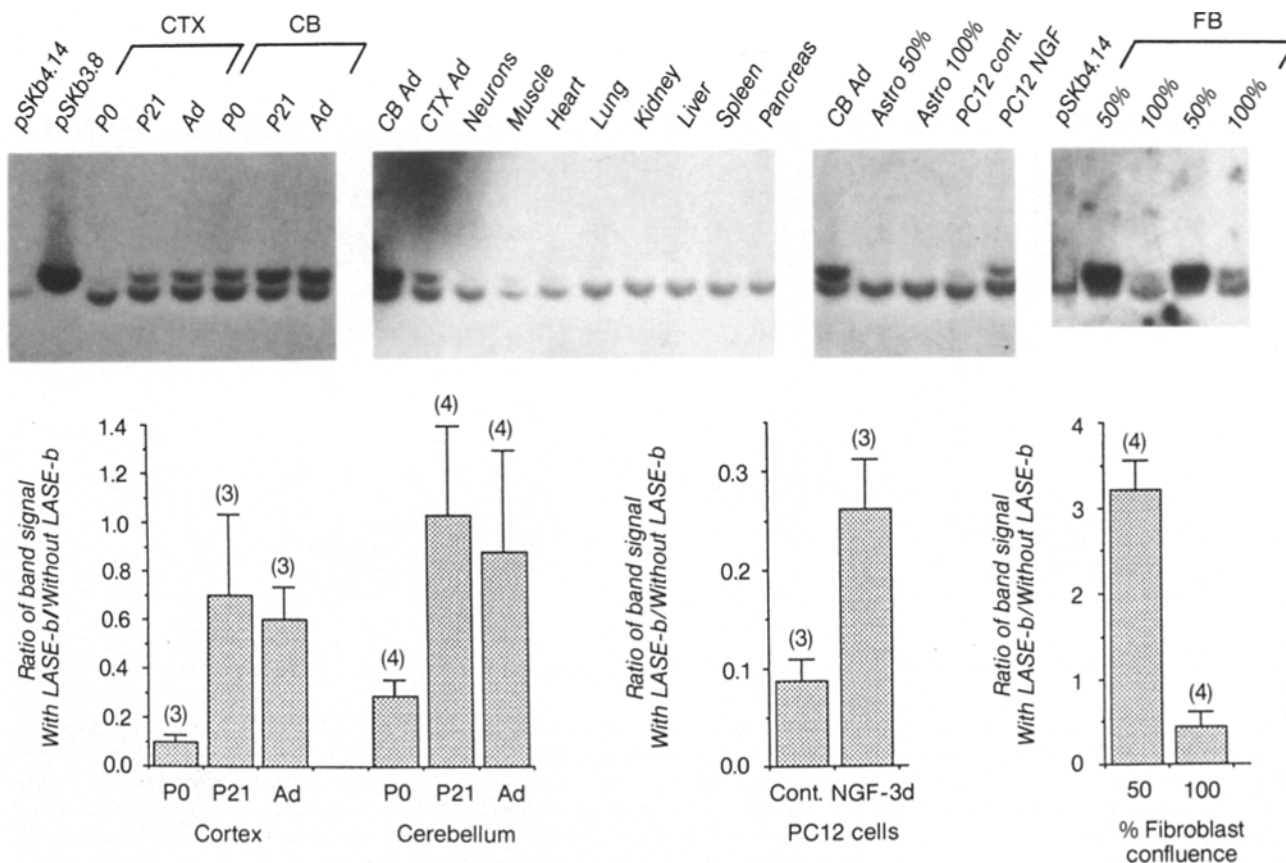 CTX CB FB
pSKb4.14 pSKb3.8 P0 P21 Ad P0 P21 Ad
CB Ad CTX Ad Neurons Muscle Heart Lung Kidney Liver Spleen Pancreas
CB Ad Astro 50% Astro 100% PC12 cont. PC12 NGF
pSKb4.14 50% 100% 50% 100%
Ratio of band signal
With LASE-b/Without LASE-b
1.4
1.2
1.0
0.8
0.6
0.4
0.2
0.0
(3) (3) (3) (4) (4) (4)
P0 P21 Ad P0 P21 Ad
Cortex Cerebellum
Ratio of band signal
With LASE-b/Without LASE-b
0.3
0.2
0.1
0.0
(3) (3)
Cont. NGF-3d
PC12 cells
Ratio of band signal
With LASE-b/Without LASE-b
4
3
2
1
0
(4) (4)
50 100
% Fibroblast
confluence